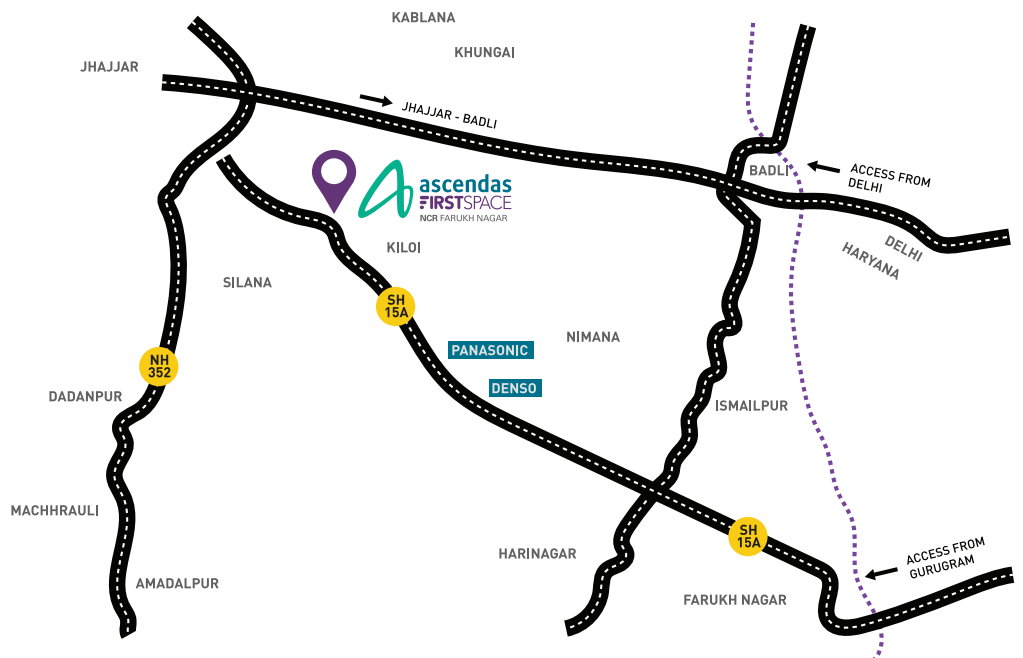 KABLANA
KHUNGAI
JHAJJAR
JHAJJAR - BADLI
BADLI
ACCESS FROM
DELHI
ascendas
FIRSTSPACE
NCR FARUKH NAGAR
KILOI
DELHI
HARYANA
SILANA
SH
15A
NIMANA
PANASONIC
NH
352
DENSO
DADANPUR
ISMAILPUR
MACHHRAULI
SH
15A
HARINAGAR
ACCESS FROM
GURUGRAM
AMADALPUR
FARUKH NAGAR